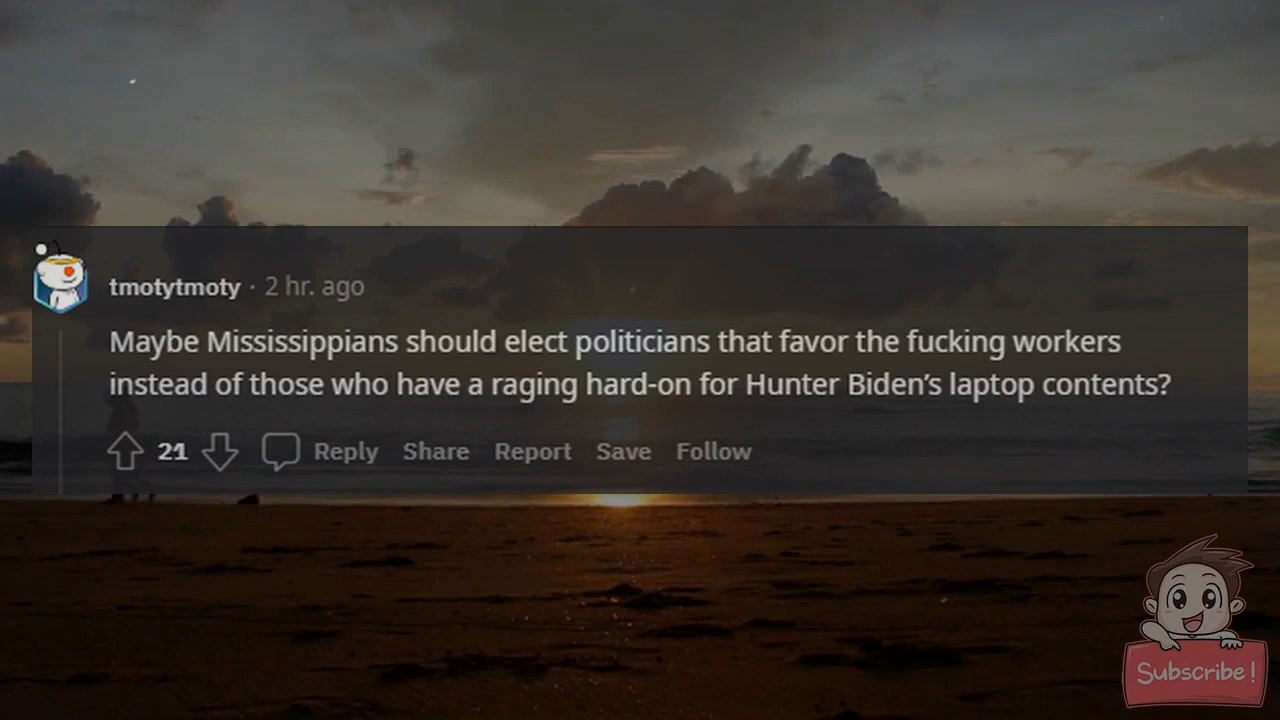 tmotytmoty · 2 hr. ago
Maybe Mississippians should elect politicians that favor the fucking workers
instead of those who have a raging hard-on for Hunter Biden’s laptop contents?
21 Reply Share Report Save Follow
Subscribe!